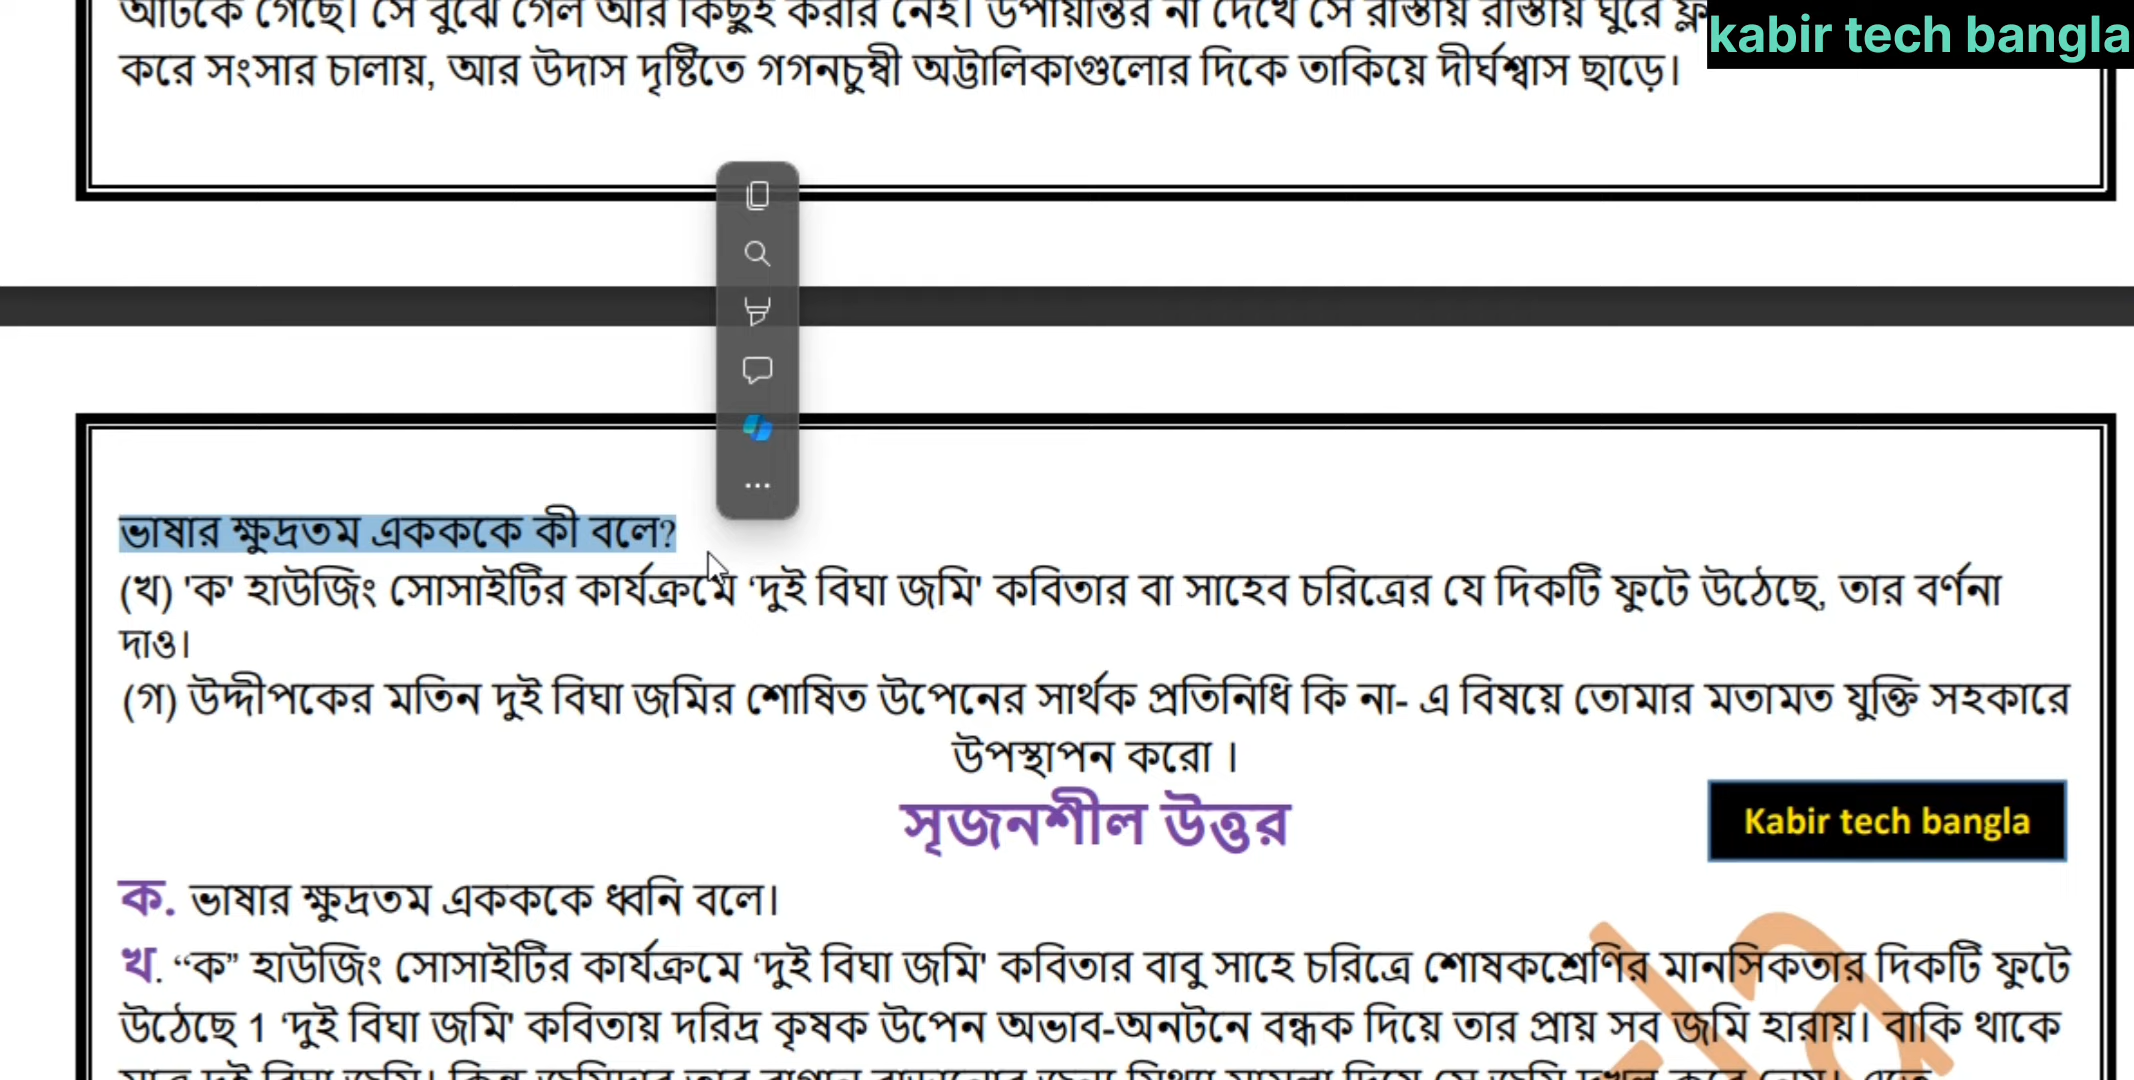 আটকে গেছে। সে বুঝে গেল আর কিছুই করার নেই। উপায়ান্তর না দেখে সে রাস্তায় রাস্তায় ঘুরে
kabir tech bangla
করে সংসার চালায়, আর উদাস দৃষ্টিতে গগনচুম্বী অট্টালিকাগুলোর দিকে তাকিয়ে দীর্ঘশ্বাস ছাড়ে।
ভাষার ক্ষুদ্রতম একককে কী বলে?
(খ) 'ক' হাউজিং সোসাইটির কার্যক্রমে ‘দুই বিঘা জমি' কবিতার বা সাহেব চরিত্রের যে দিকটি ফুটে উঠেছে, তার বর্ণনা
দাও।
(গ) উদ্দীপকের মতিন দুই বিঘা জমির শোষিত উপেনের সার্থক প্রতিনিধি কি না- এ বিষয়ে তোমার মতামত যুক্তি সহকারে
উপস্থাপন করো ।
সৃজনশীল উত্তর
Kabir tech bangla
ক. ভাষার ক্ষুদ্রতম একককে ধ্বনি বলে।
খ. “ক” হাউজিং সোসাইটির কার্যক্রমে ‘দুই বিঘা জমি' কবিতার বাবু সাহে চরিত্রে শোষকশ্রেণির মানসিকতার দিকটি ফুটে
উঠেছে 1 ‘দুই বিঘা জমি' কবিতায় দরিদ্র কৃষক উপেন অভাব-অনটনে বন্ধক দিয়ে তার প্রায় সব জমি হারায়। বাকি থাকে